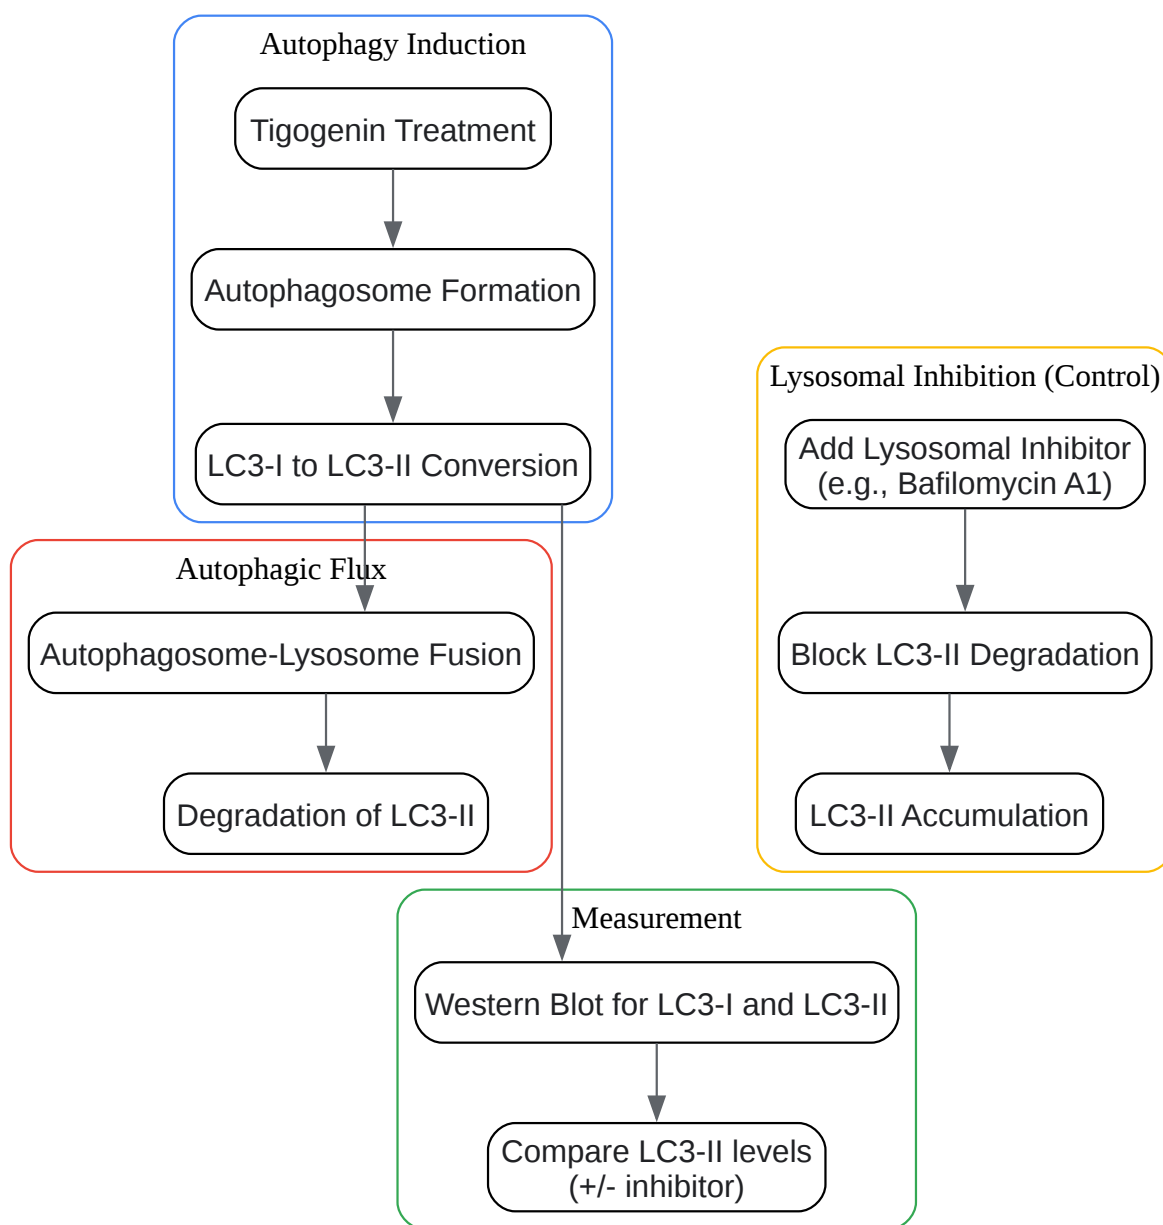 Autophagy Induction
Tigogenin Treatment
Autophagosome Formation
LC3-I to LC3-II Conversion
Autophagic Flux
Autophagosome-Lysosome Fusion
Degradation of LC3-II
Lysosomal Inhibition (Control)
Add Lysosomal Inhibitor
(e.g., Bafilomycin A1)
Block LC3-II Degradation
LC3-II Accumulation
Measurement
Western Blot for LC3-I and LC3-II
Compare LC3-II levels
(+/- inhibitor)